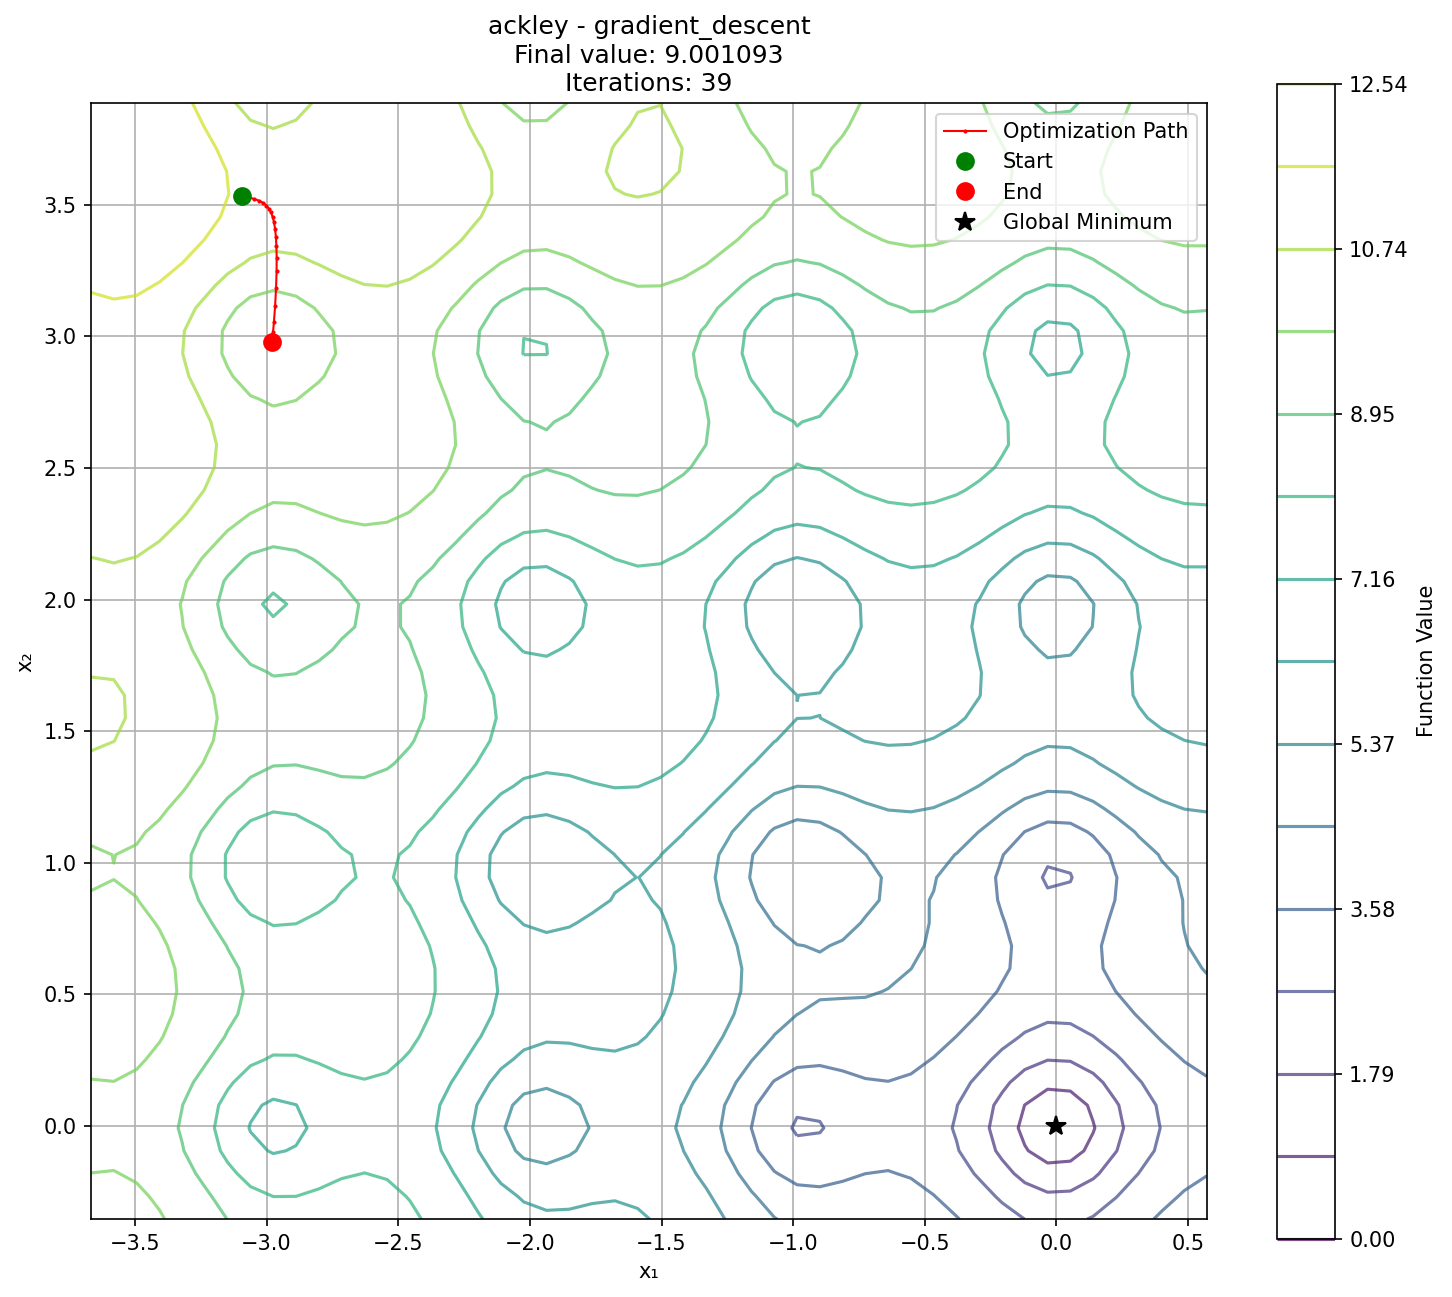 ackley - gradient_descent
Final value: 9.001093
Iterations: 39
Optimization Path
Start
End
Global Minimum
3.5
3.0
2.5
2.0
1.5
1.0
0.5
0.0
x₂
−3.5 −3.0 −2.5 −2.0 −1.5 −1.0 −0.5 0.0 0.5
x₁
12.54
10.74
8.95
7.16
5.37
3.58
1.79
0.00
Function Value